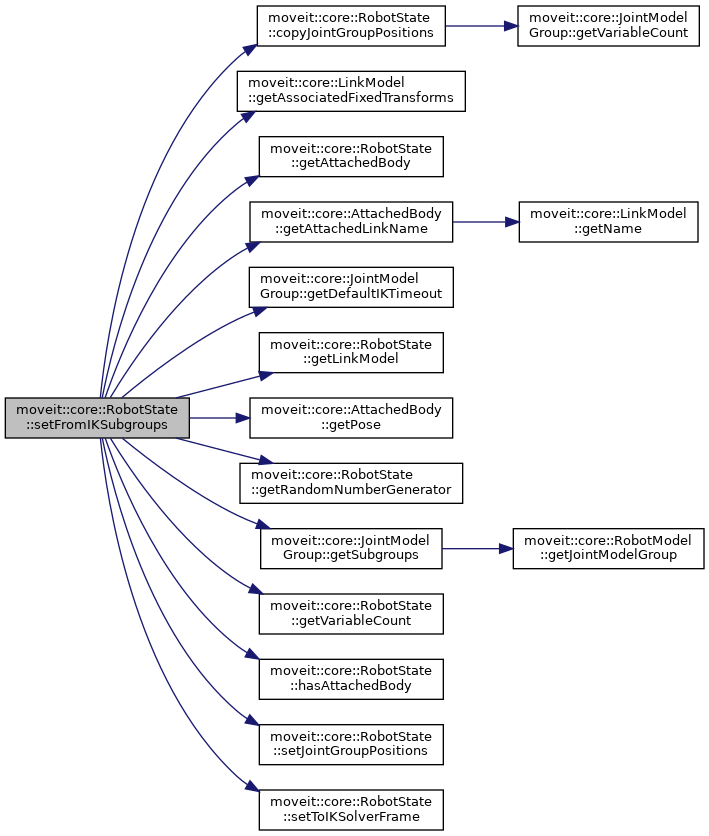 moveit::core::RobotState
::copyJointGroupPositions
moveit::core::JointModel
Group::getVariableCount
moveit::core::LinkModel
::getAssociatedFixedTransforms
moveit::core::RobotState
::getAttachedBody
moveit::core::AttachedBody
::getAttachedLinkName
moveit::core::LinkModel
::getName
moveit::core::JointModel
Group::getDefaultIKTimeout
moveit::core::RobotState
::getLinkModel
moveit::core::RobotState
::setFromIKSubgroups
moveit::core::AttachedBody
::getPose
moveit::core::RobotState
::getRandomNumberGenerator
moveit::core::JointModel
Group::getSubgroups
moveit::core::RobotModel
::getJointModelGroup
moveit::core::RobotState
::getVariableCount
moveit::core::RobotState
::hasAttachedBody
moveit::core::RobotState
::setJointGroupPositions
moveit::core::RobotState
::setToIKSolverFrame